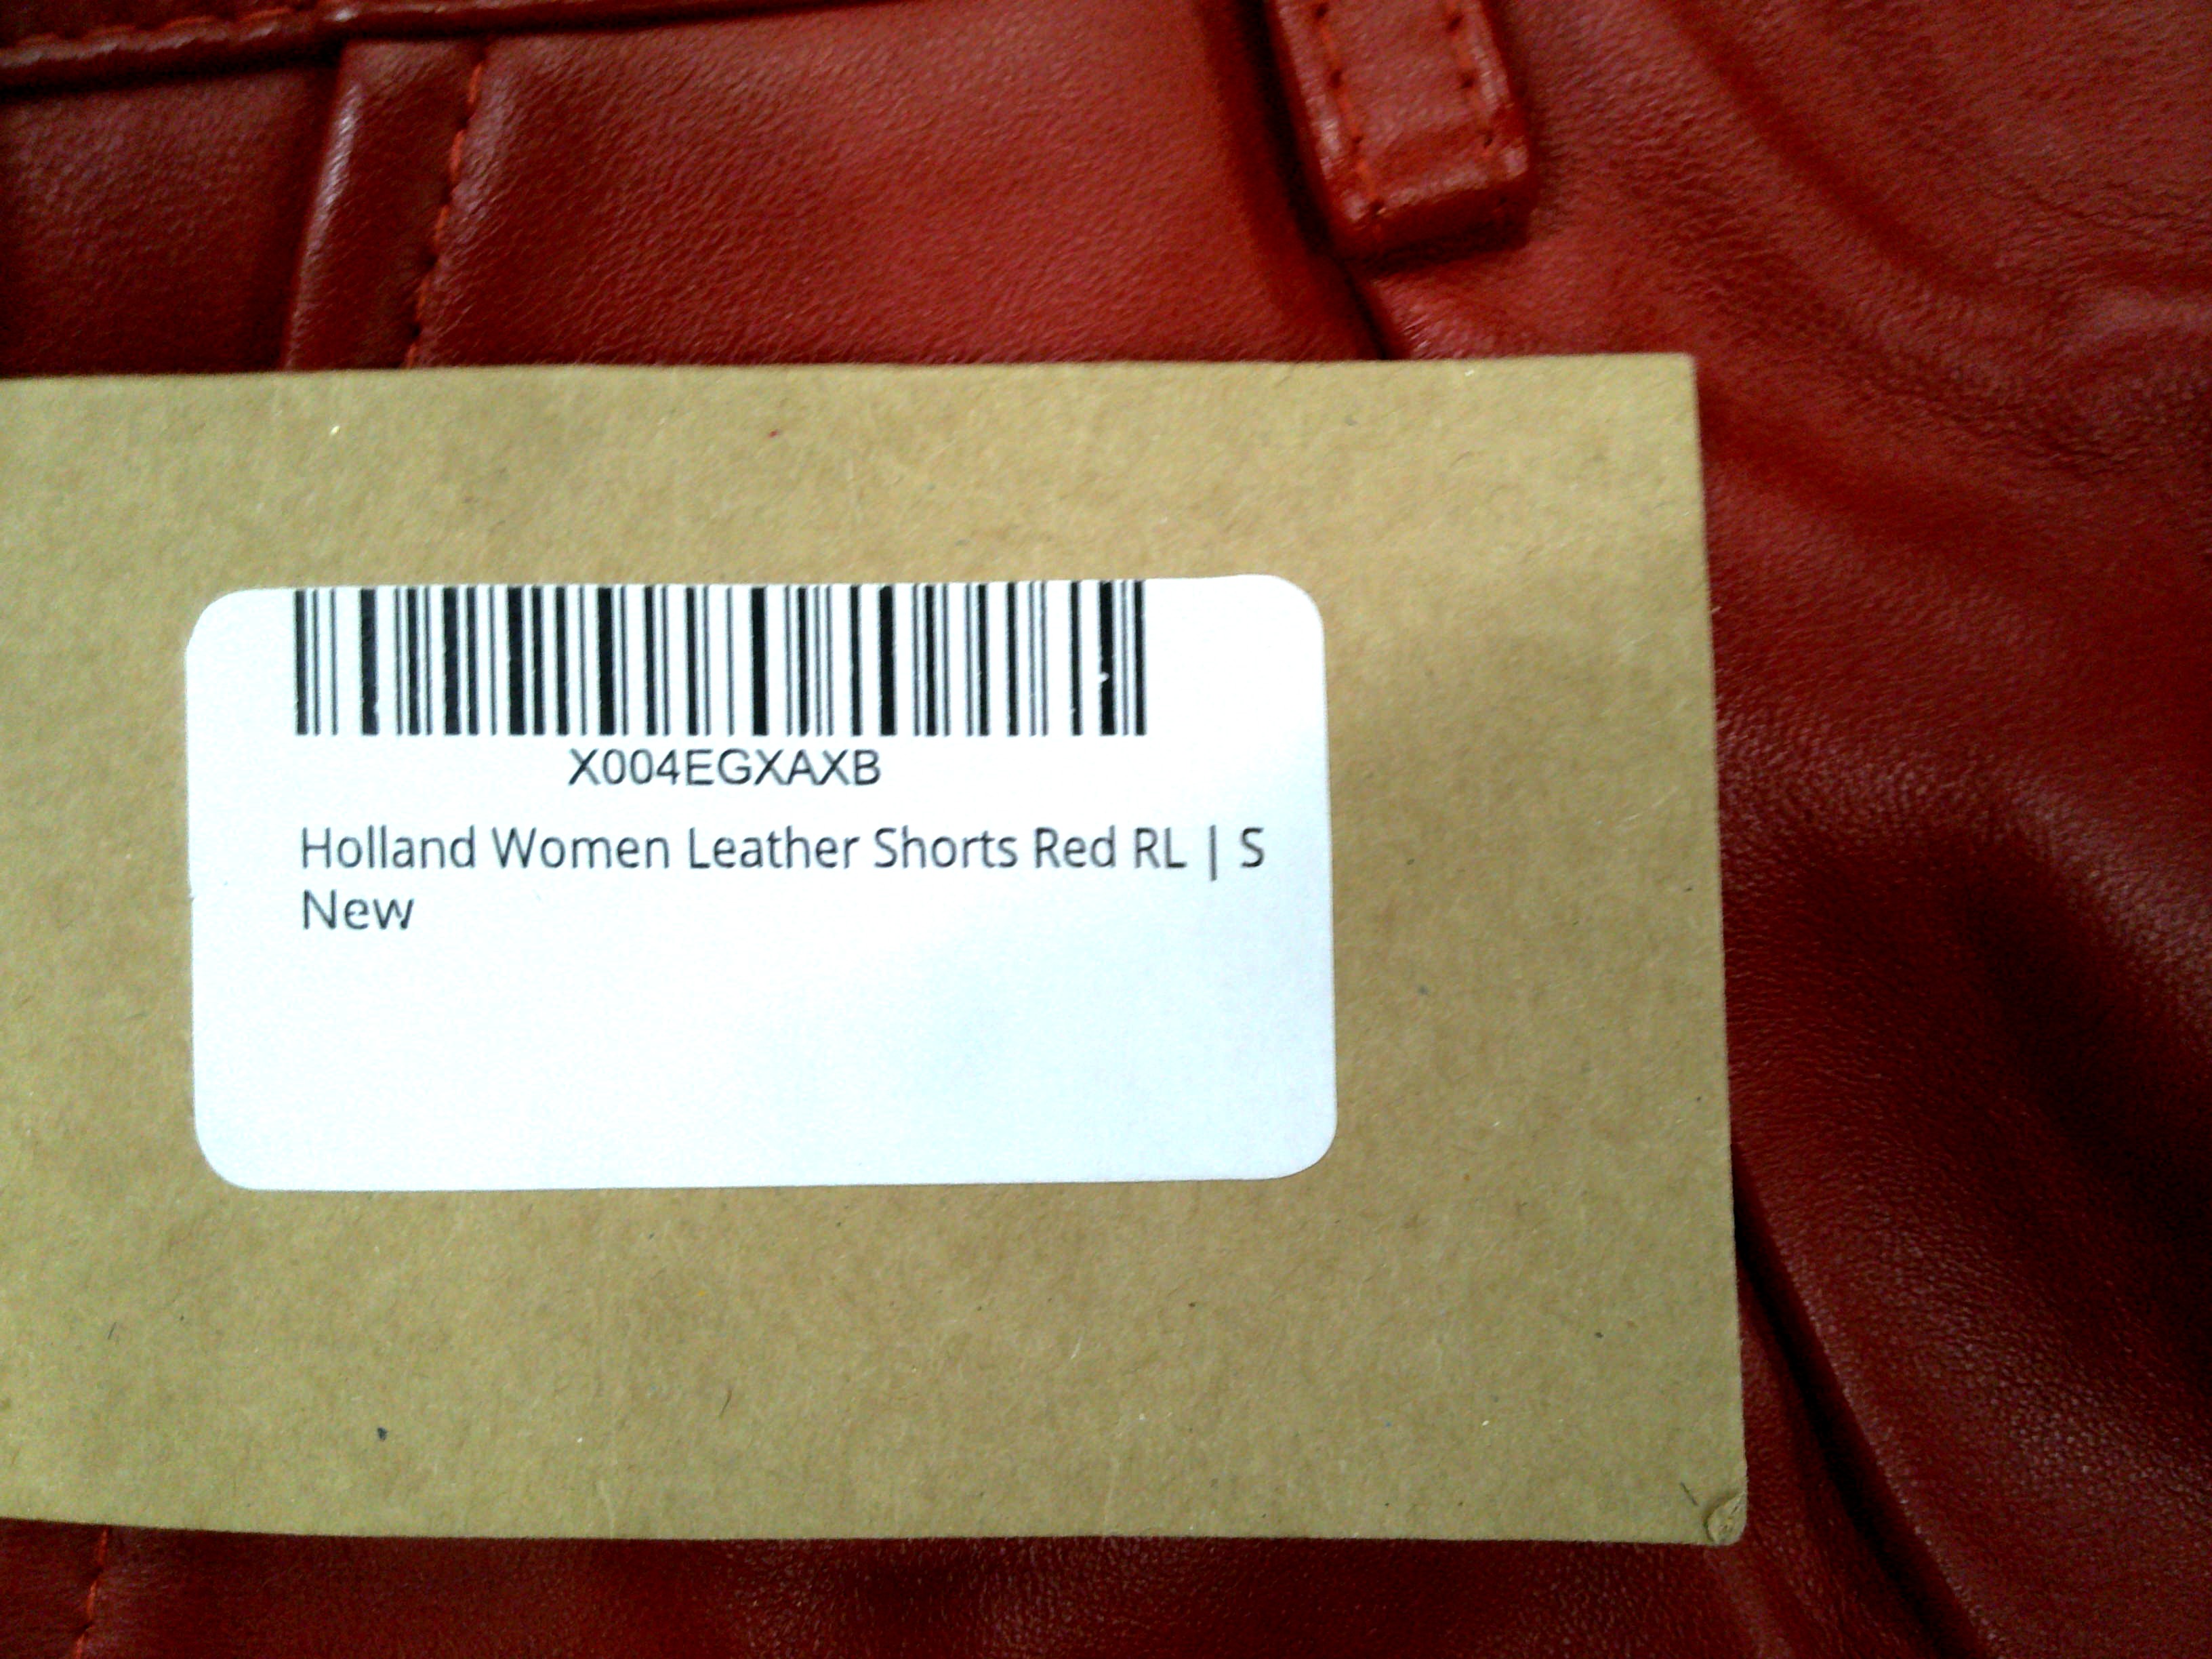 X004EGXAXB
Holland Women Leather Shorts Red RL | S
New